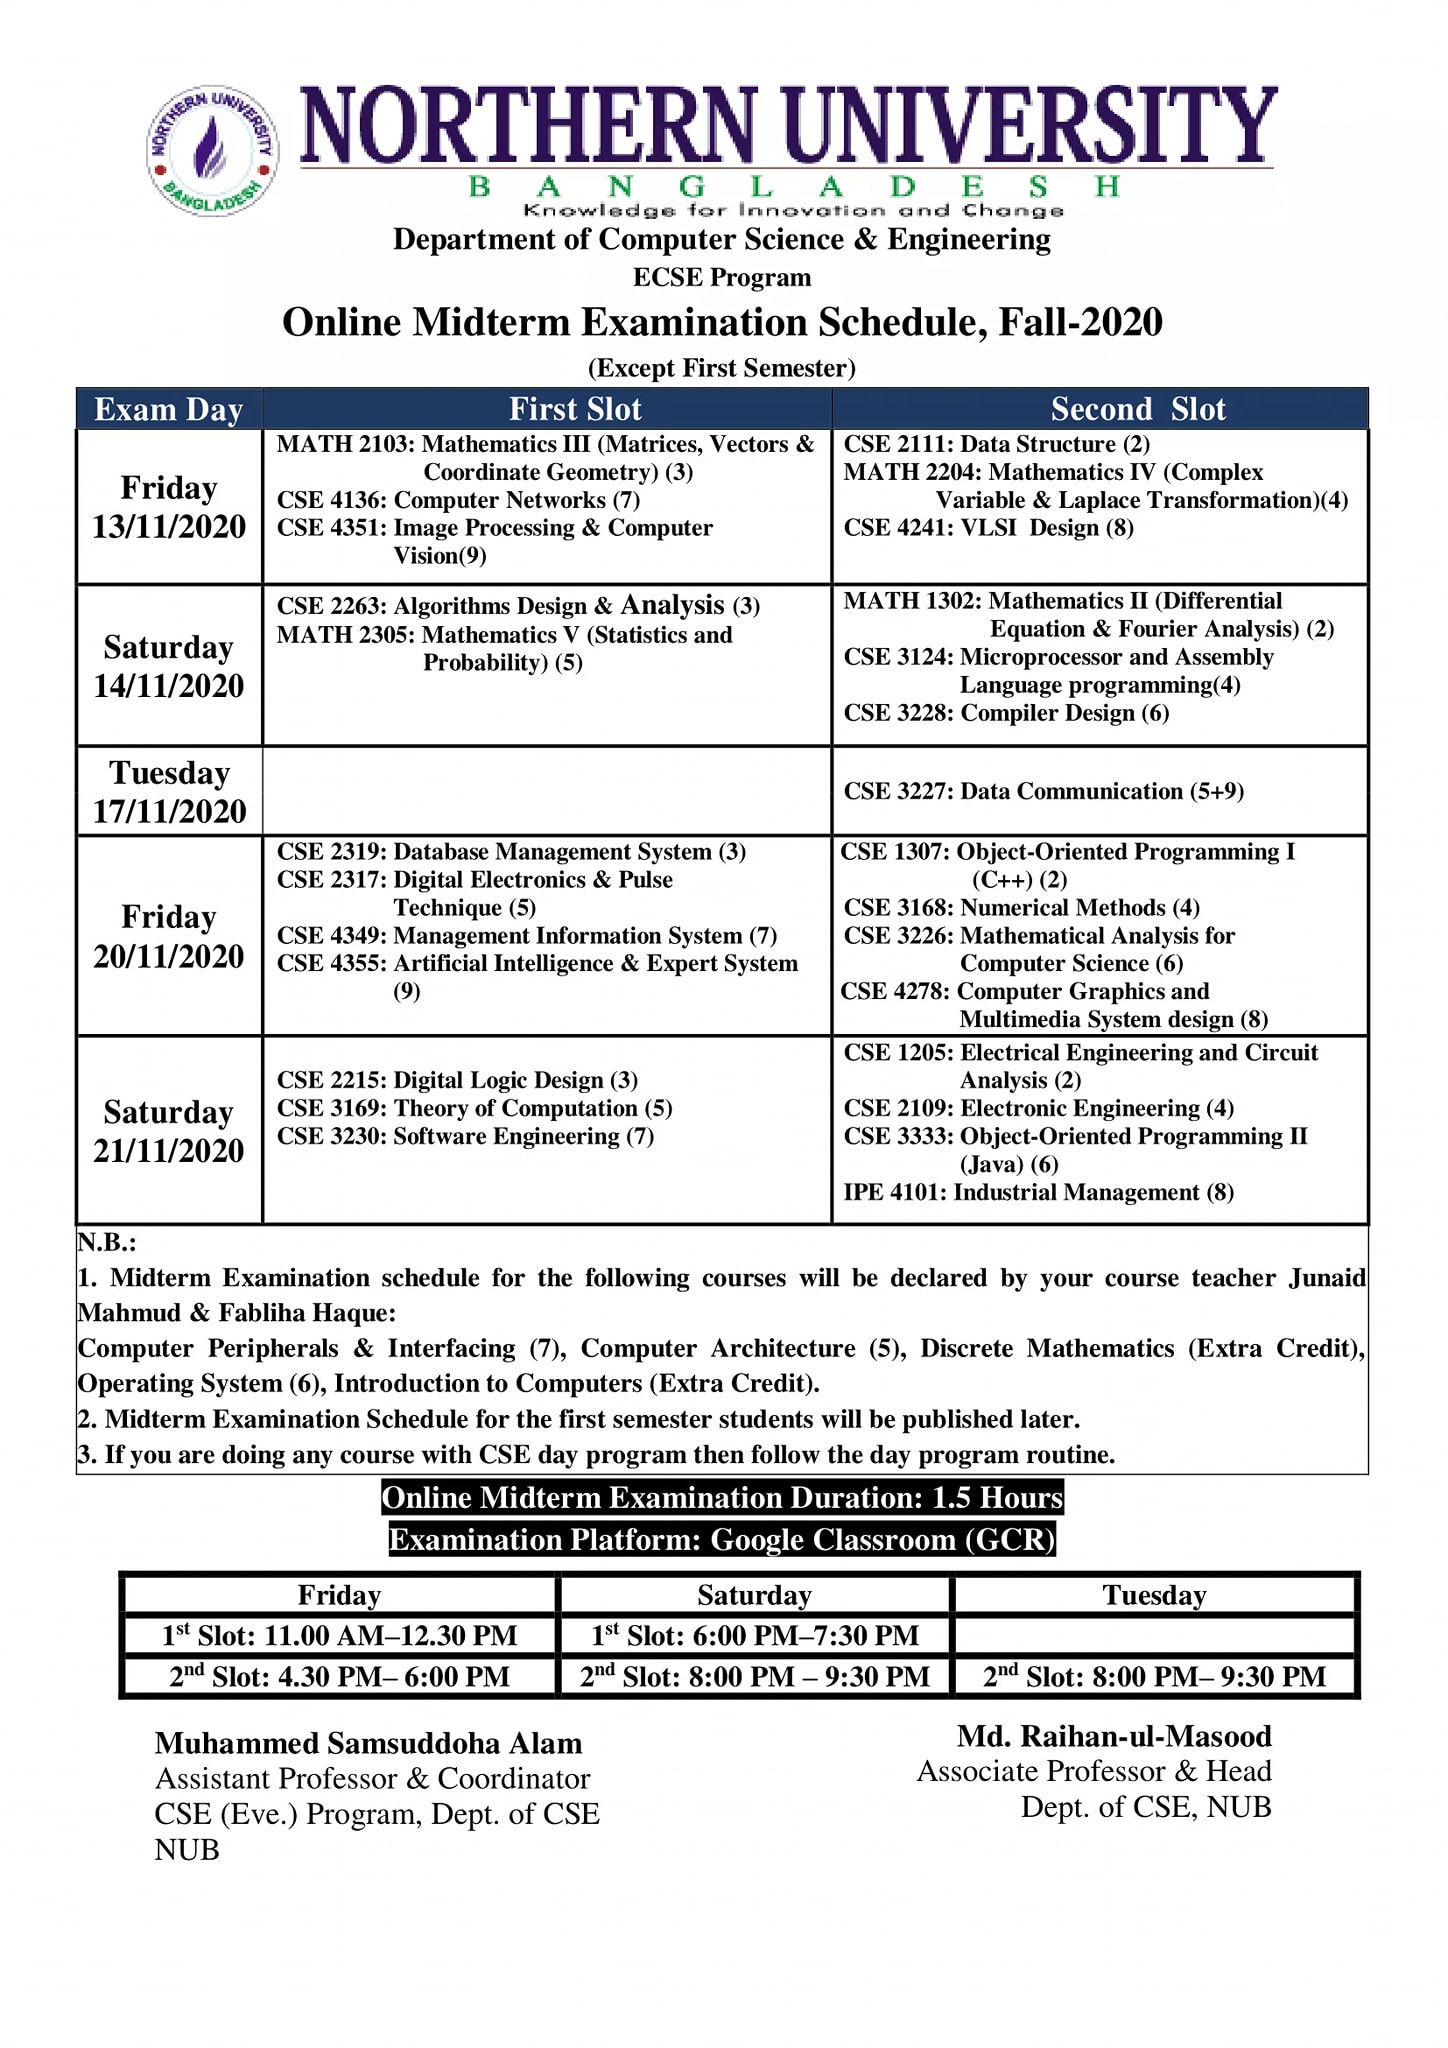 NORTHERN UNIVERSITY
BANGLADESH
NORTHERN UNIVERSITY
BANGLADESH
Knowledge for Innovation and Change
Department of Computer Science & Engineering
ECSE Program
Online Midterm Examination Schedule, Fall-2020
(Except First Semester)
Exam Day First Slot Second Slot
Friday
13/11/2020
MATH 2103: Mathematics III (Matrices, Vectors &
Coordinate Geometry) (3)
CSE 4136: Computer Networks (7)
CSE 4351: Image Processing & Computer
Vision(9)
CSE 2111: Data Structure (2)
MATH 2204: Mathematics IV (Complex
Variable & Laplace Transformation)(4)
CSE 4241: VLSI Design (8)
Saturday
14/11/2020
CSE 2263: Algorithms Design & Analysis (3)
MATH 2305: Mathematics V (Statistics and
Probability) (5)
MATH 1302: Mathematics II (Differential
Equation & Fourier Analysis) (2)
CSE 3124: Microprocessor and Assembly
Language programming(4)
CSE 3228: Compiler Design (6)
Tuesday
17/11/2020
CSE 3227: Data Communication (5+9)
Friday
20/11/2020
CSE 2319: Database Management System (3)
CSE 2317: Digital Electronics & Pulse
Technique (5)
CSE 4349: Management Information System (7)
CSE 4355: Artificial Intelligence & Expert System
(9)
CSE 1307: Object-Oriented Programming I
(C++) (2)
CSE 3168: Numerical Methods (4)
CSE 3226: Mathematical Analysis for
Computer Science (6)
CSE 4278: Computer Graphics and
Multimedia System design (8)
Saturday
21/11/2020
CSE 2215: Digital Logic Design (3)
CSE 3169: Theory of Computation (5)
CSE 3230: Software Engineering (7)
CSE 1205: Electrical Engineering and Circuit
Analysis (2)
CSE 2109: Electronic Engineering (4)
CSE 3333: Object-Oriented Programming II
(Java) (6)
IPE 4101: Industrial Management (8)
N.B.:
1. Midterm Examination schedule for the following courses will be declared by your course teacher Junaid
Mahmud & Fabliha Haque:
Computer Peripherals & Interfacing (7), Computer Architecture (5), Discrete Mathematics (Extra Credit),
Operating System (6), Introduction to Computers (Extra Credit).
2. Midterm Examination Schedule for the first semester students will be published later.
3. If you are doing any course with CSE day program then follow the day program routine.
Online Midterm Examination Duration: 1.5 Hours
Examination Platform: Google Classroom (GCR)
Friday Saturday Tuesday
1st Slot: 11.00 AM–12.30 PM 1st Slot: 6:00 PM–7:30 PM
2nd Slot: 4.30 PM– 6:00 PM 2nd Slot: 8:00 PM – 9:30 PM 2nd Slot: 8:00 PM– 9:30 PM
Muhammed Samsuddoha Alam
Assistant Professor & Coordinator
CSE (Eve.) Program, Dept. of CSE
NUB
Md. Raihan-ul-Masood
Associate Professor & Head
Dept. of CSE, NUB